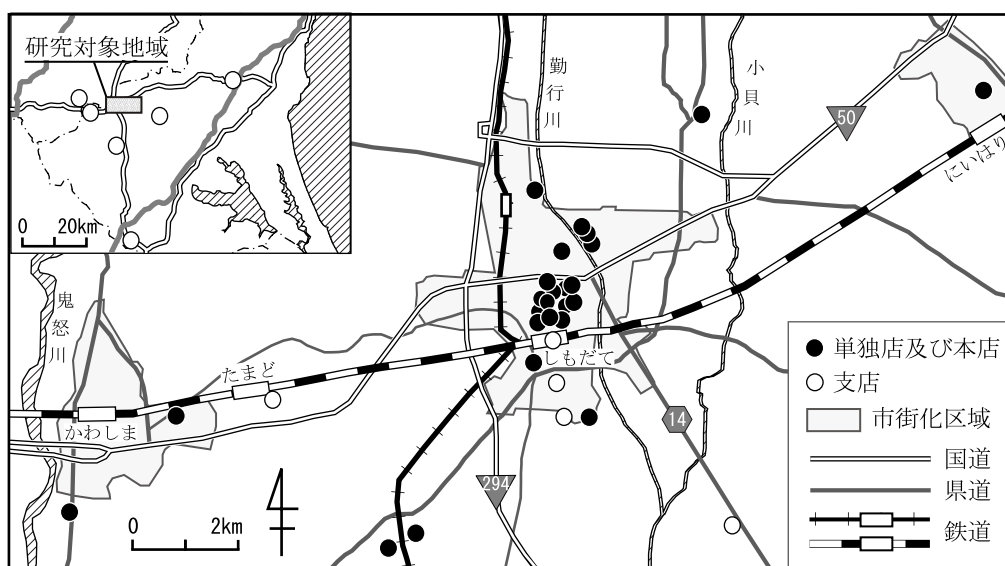 研究対象地域
0 20km
勤行川
小貝川
50
にいはり
鬼怒川
たまど
しもだて
かわしま
14
294
0 2km
単独店及び本店
支店
市街化区域
国道
県道
鉄道